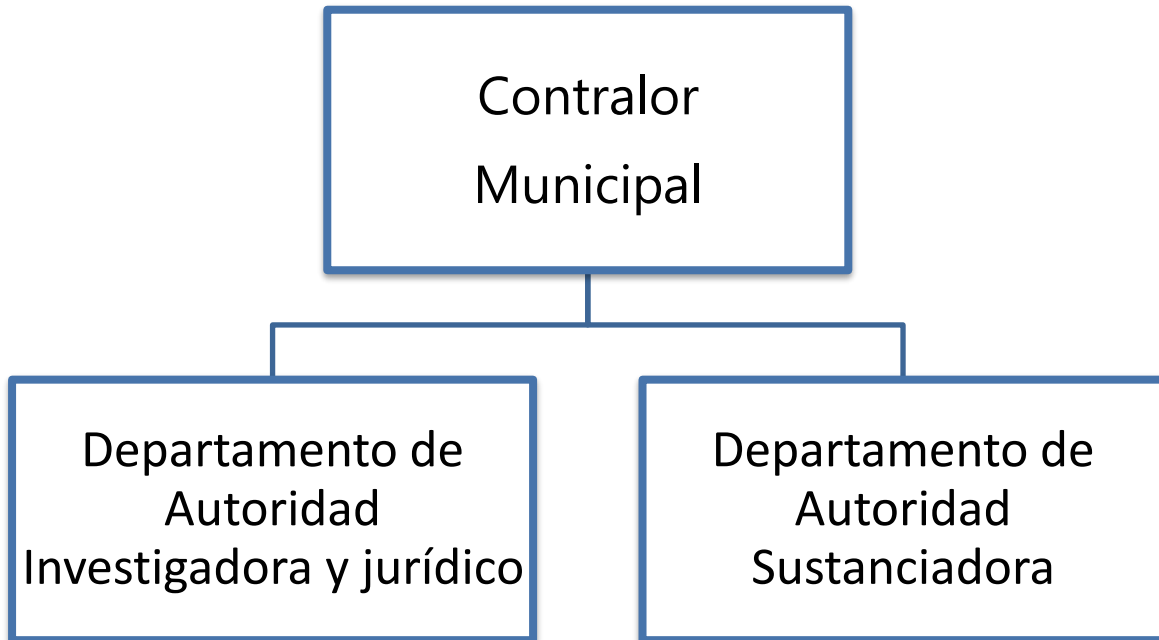 Contralor
Municipal
Departamento de
Autoridad
Investigadora y jurídico
Departamento de
Autoridad
Sustanciadora